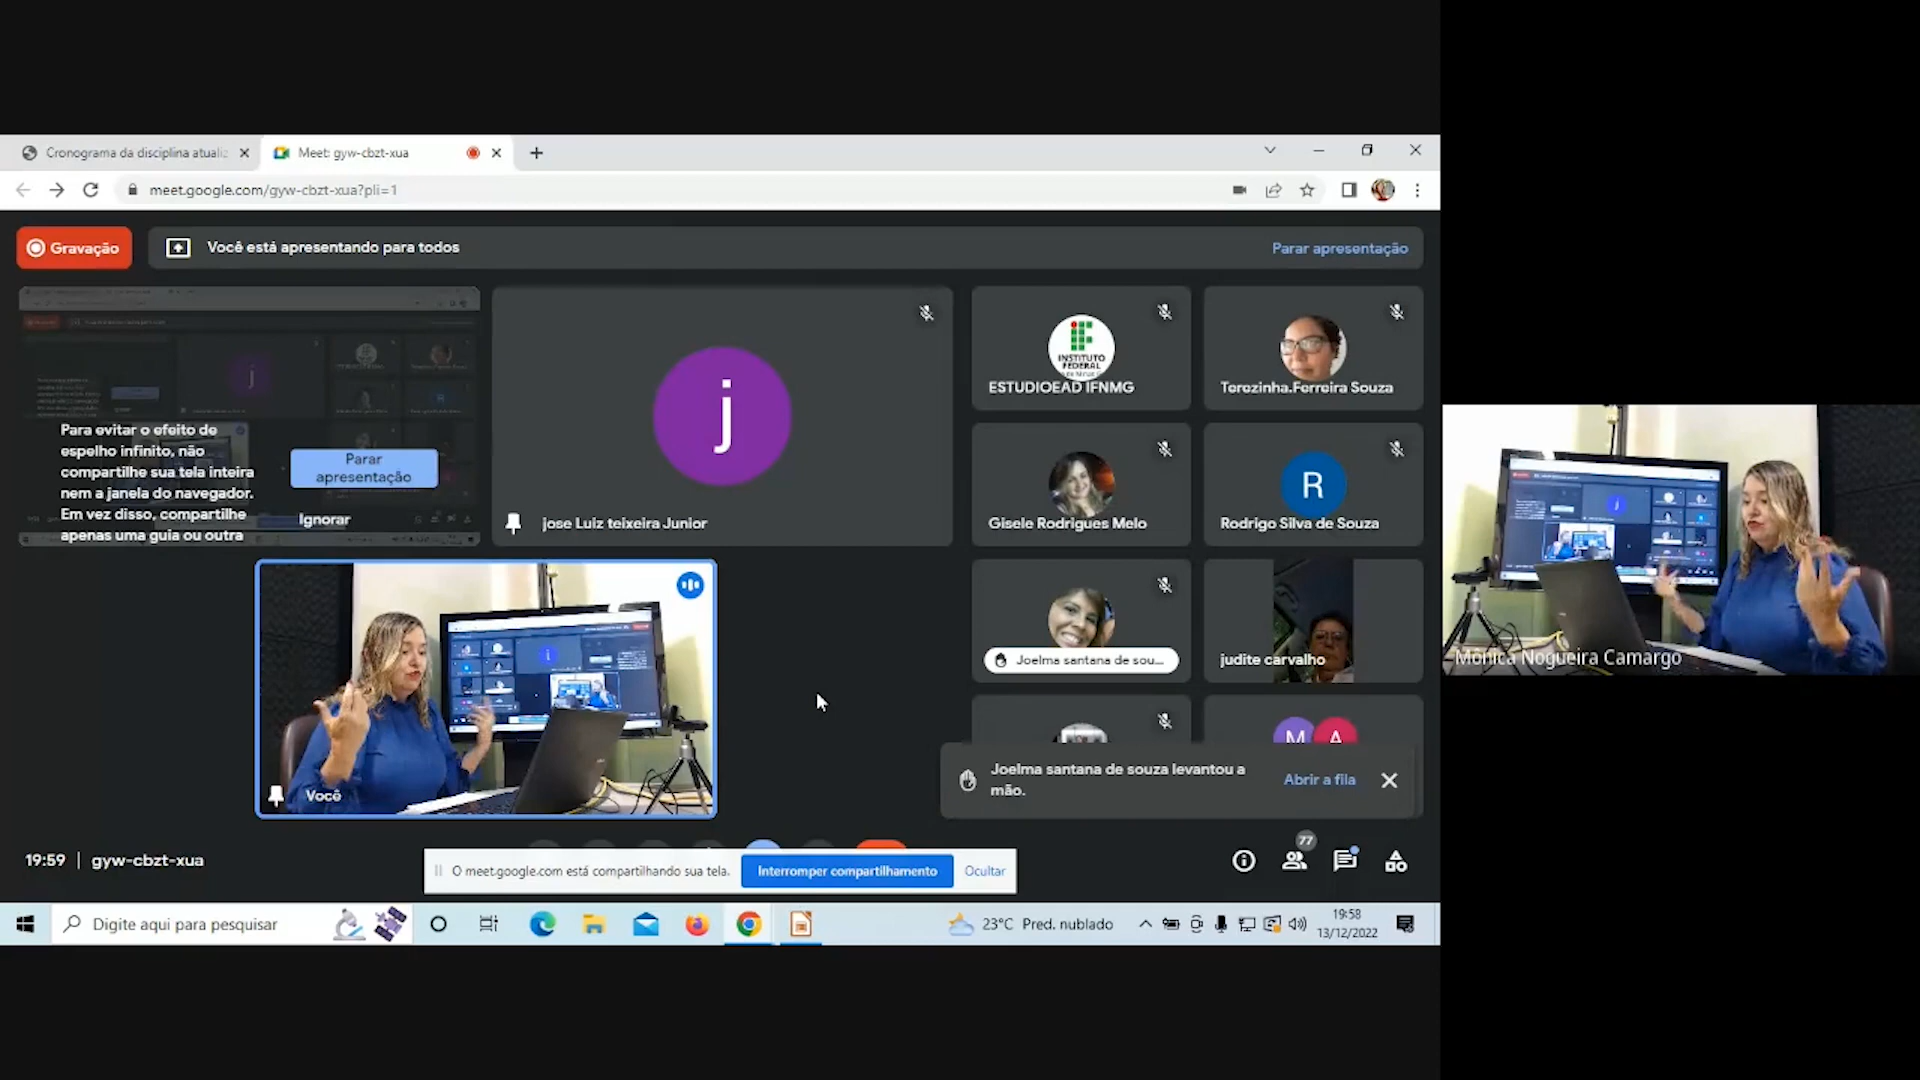 Cronograma da disciplina atualiz
Meet: gyw-cbzt-xua
meet.google.com/gyw-cbzt-xua?pli=1
Gravação
Você está apresentando para todos
Parar apresentação
Para evitar o efeito de
espelho infinito, não
compartilhe sua tela inteira
nem a janela do navegador.
Em vez disso, compartilhe
apenas uma guia ou outra
Parar
apresentação
Ignorar
j
jose Luiz teixeira Junior
INSTITUTO
FEDERAL
ESTUDIOEAD IFNMG
Terezinha.Ferreira Souza
Gisele Rodrigues Melo
R
Rodrigo Silva de Souza
Joelma santana de sou...
judite carvalho
M
A
Você
Joelma santana de souza levantou a
mão.
Abrir a fila
Mônica Nogueira Camargo
19:59 | gyw-cbzt-xua
77
O meet.google.com está compartilhando sua tela.
Interromper compartilhamento
Ocultar
Digite aqui para pesquisar
23°C Pred. nublado
19:58
13/12/2022